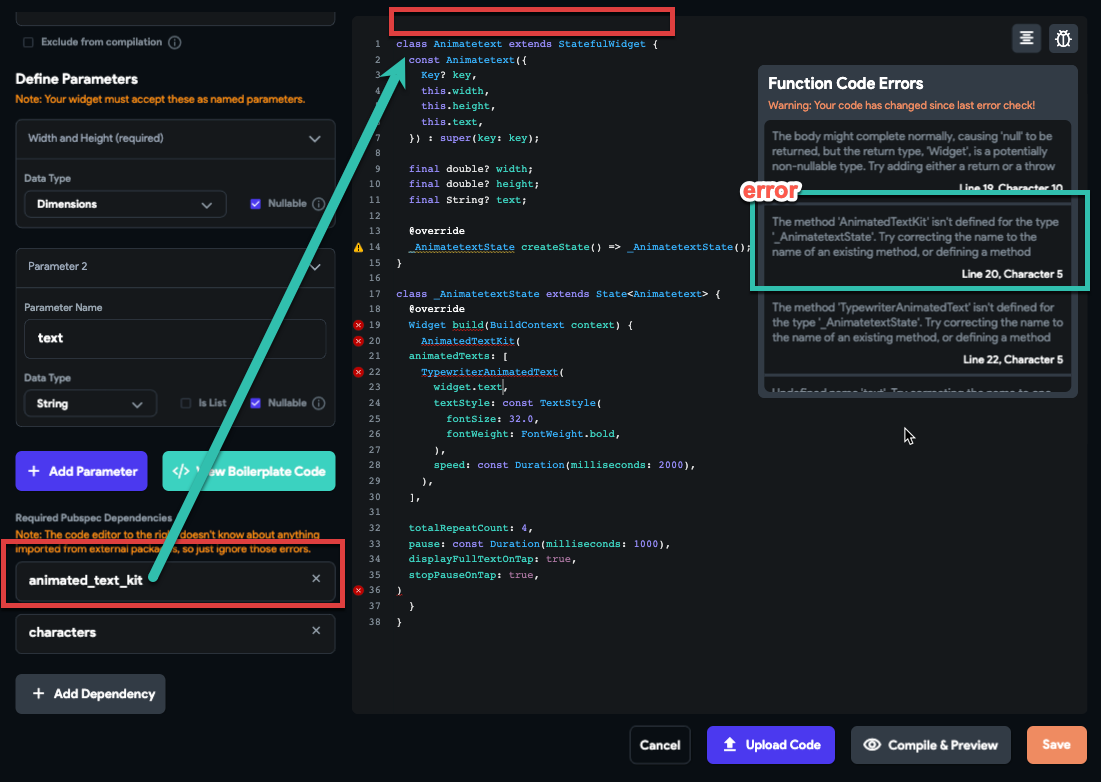 Exclude from compilation
Define Parameters
Note: Your widget must accept these as named parameters.
Width and Height (required)
Data Type
Dimensions
Nullable
Parameter 2
Parameter Name
text
Data Type
String
Is List
Nullable
+ Add Parameter
</> View Boilerplate Code
Required Pubspec Dependencies
Note: The code editor to the right doesn't know about anything
imported from external packages, so just ignore those errors.
animated_text_kit
characters
+ Add Dependency
1 class Animatetext extends StatefulWidget {
2 const Animatetext({
3 Key? key,
this.width,
this.height,
this.text,
7 }) : super(key: key);
8
9 final double? width;
10 final double? height;
11 final String? text;
12
13 @override
14 _AnimatetextState createState() => _AnimatetextState();
15 }
16
17 class _AnimatetextState extends State<Animatetext> {
18 @override
19 Widget build(BuildContext context) {
20 AnimatedTextKit(
21 animatedTexts: [
22 TypewriterAnimatedText(
23 widget.text,
24 textStyle: const TextStyle(
25 fontSize: 32.0,
26 fontWeight: FontWeight.bold,
27 ),
28 speed: const Duration(milliseconds: 2000),
29 ),
30 ],
31
32 totalRepeatCount: 4,
33 pause: const Duration(milliseconds: 1000),
34 displayFullTextOnTap: true,
35 stopPauseOnTap: true,
36 )
37 }
38 }
Function Code Errors
Warning: Your code has changed since last error check!
The body might complete normally, causing 'null' to be
returned, but the return type, 'Widget', is a potentially
non-nullable type. Try adding either a return or a throw
Line 19, Character 10
error
The method 'AnimatedTextKit' isn't defined for the type
'_AnimatetextState'. Try correcting the name to the
name of an existing method, or defining a method
Line 20, Character 5
The method 'TypewriterAnimatedText' isn't defined for
the type '_AnimatetextState'. Try correcting the name to
the name of an existing method, or defining a method
Line 22, Character 5
Undefined name 'text'. Try correcting the name to one
Cancel
Upload Code
Compile & Preview
Save